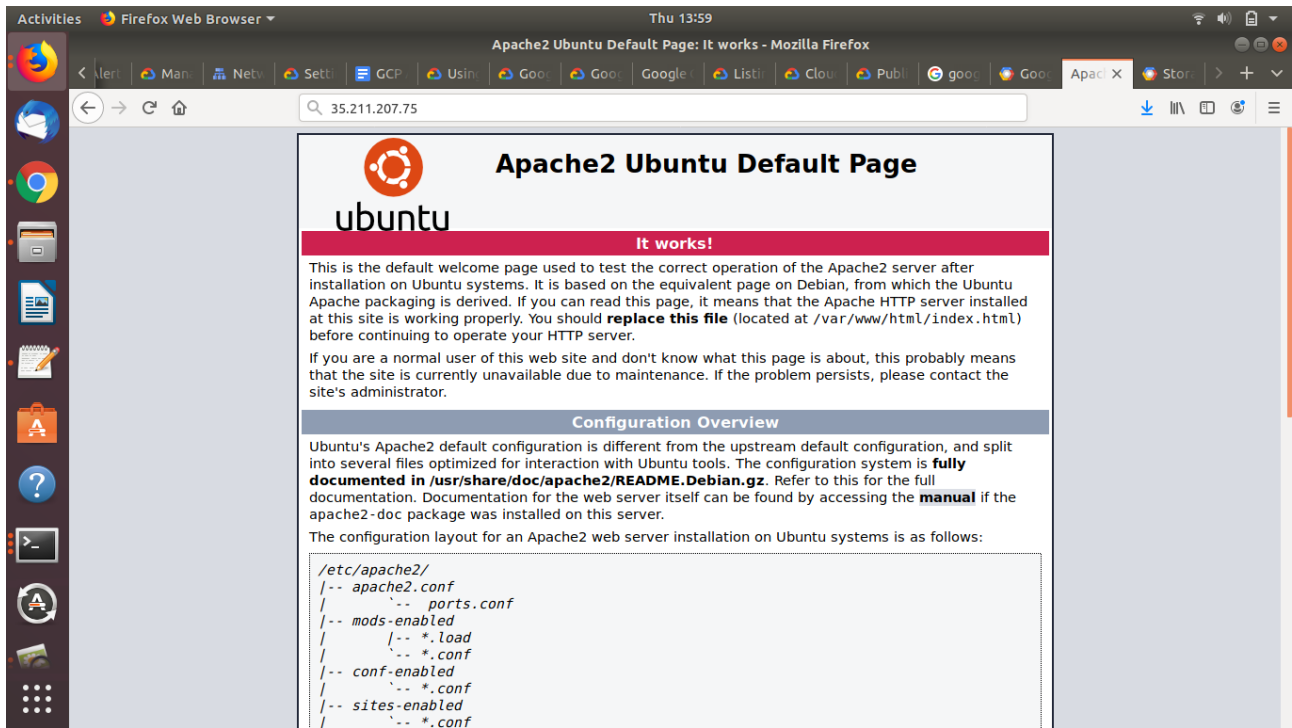 Activities Firefox Web Browser Thu 13:59
Apache2 Ubuntu Default Page: It works - Mozilla Firefox
Setti GCP Using Goog Goog Google Listin Clou Publi goog Goog Apac Stora
35.211.207.75
Apache2 Ubuntu Default Page
ubuntu
It works!
This is the default welcome page used to test the correct operation of the Apache2 server after
installation on Ubuntu systems. It is based on the equivalent page on Debian, from which the Ubuntu
Apache packaging is derived. If you can read this page, it means that the Apache HTTP server installed
at this site is working properly. You should replace this file (located at /var/www/html/index.html)
before continuing to operate your HTTP server.
If you are a normal user of this web site and don't know what this page is about, this probably means
that the site is currently unavailable due to maintenance. If the problem persists, please contact the
site's administrator.
Configuration Overview
Ubuntu's Apache2 default configuration is different from the upstream default configuration, and split
into several files optimized for interaction with Ubuntu tools. The configuration system is fully
documented in /usr/share/doc/apache2/README.Debian.gz. Refer to this for the full
documentation. Documentation for the web server itself can be found by accessing the manual if the
apache2-doc package was installed on this server.
The configuration layout for an Apache2 web server installation on Ubuntu systems is as follows:
/etc/apache2/
|-- apache2.conf
|       `--  ports.conf
|-- mods-enabled
|       |-- *.load
|       `-- *.conf
|-- conf-enabled
|       `-- *.conf
|-- sites-enabled
|       `-- *.conf